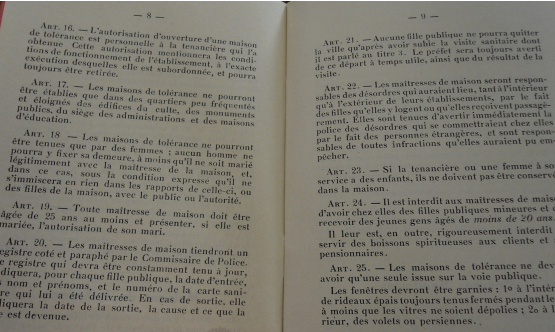 — 8 —
ART. 16. — L'autorisation d'ouverture d'une maison
de tolérance est personnelle à la tenancière qui l'a
obtenue Cette autorisation mentionnera les condi-
tions de fonctionnement de l'établissement, à l'exacte
exécution desquelles elle est subordonnée, et pourra
toujours être retirée.
ART. 17. — Les maisons de tolérance ne pourront
être établies que dans des quartiers peu fréquentés
et éloignés des édifices du culte, des monuments
publics, du siège des administrations et des maisons
d'éducation.
ART. 18 — Les maisons de tolérance ne pourront
être tenues que par des femmes ; aucun homme ne
pourra y fixer sa demeure, à moins qu'il ne soit marié
légitimement avec la maîtresse de la maison, et,
dans ce cas, sous la condition expresse qu'il ne
s'immiscera en rien dans les rapports de celle-ci, ou
des filles de la maison, avec le public ou l'autorité.
ART. 19. — Toute maîtresse de maison doit être
âgée de 25 ans au moins et présenter, si elle est
mariée, l'autorisation de son mari.
ART. 20. — Les maîtresses de maison tiendront un
registre coté et paraphé par le Commissaire de Police.
e registre qui devra être constamment tenu à jour,
diquera, pour chaque fille publique, la date d'entrée,
s nom et prénoms, et le numéro de la carte sani-
re qui lui a été délivrée. En cas de sortie, elle
diquera la date de la sortie, la cause et ce que la
e est devenue.
— 9 —
ART. 21. — Aucune fille publique ne pourra quitter
la ville qu'après avoir subie la visite sanitaire dont
il est parlé au titre 3. Le préfet sera toujours averti
de ce départ à temps utile, ainsi que du résultat de la
visite.
ART. 22. — Les maîtresses de maison seront respon-
sables des désordres qui auraient lieu, tant à l'intérieur
qu'à l'extérieur de leurs établissements, par le fait
des filles qui y logent ou qu'elles reçoivent passagè-
rement. Elles sont tenues d'avertir immédiatement la
police des désordres qui se commettraient chez elles
par le fait des personnes étrangères, et sont respon-
sables de toutes infractions qu'elles auraient pu em-
pêcher.
ART. 23. — Si la tenancière ou une femme à so
service a des enfants, ils ne doivent pas être conservé
dans la maison.
ART. 24. — Il est interdit aux maîtresses de mais
d'avoir chez elles des filles publiques mineures et d
recevoir des jeunes gens âgés de moins de 20 ans.
Il leur est, en outre, rigoureusement interdit
servir des boissons spiritueuses aux clients et
pensionnaires.
ART. 25. — Les maisons de tolérance ne dev
avoir qu'une seule issue sur la voie publique.
Les fenêtres devront être garnies : 1o à l'inté
de rideaux épais toujours tenus fermés pendant le
à moins que les vitres ne soient dépolies ; 2o à l'
rieur, des volets ou persiennes.